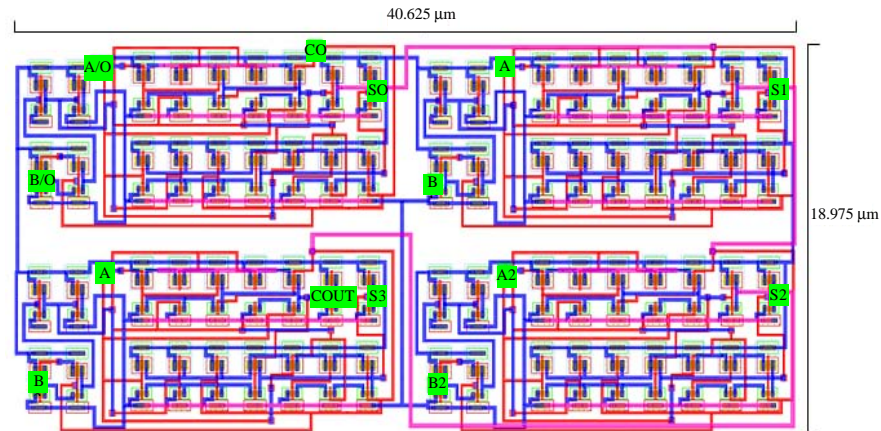 40.625 µm
CO
A/O
A
SO
S1
B/O
B
18.975 µm
A
A2
COUT
S3
S2
B
B2